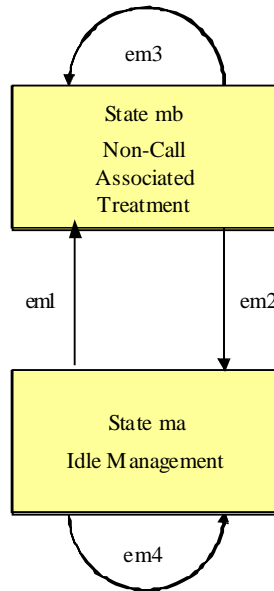 em3
State mb
Non-Call
Associated
Treatment
em1
em2
State ma
Idle Management
em4